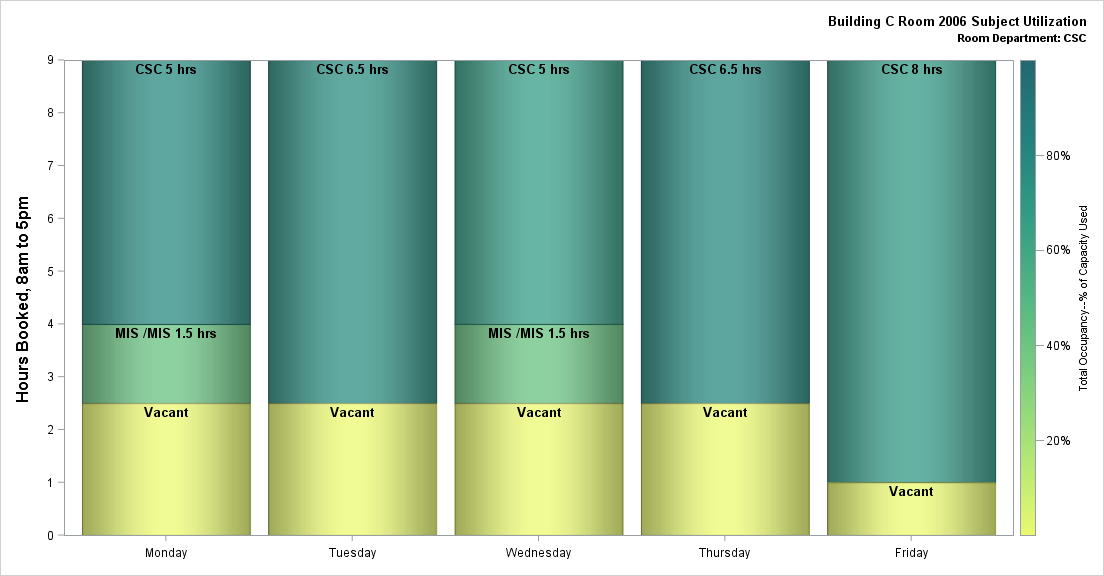 Building C Room 2006 Subject Utilization
Room Department: CSC
Hours Booked, 8am to 5pm
9
8
7
6
5
4
3
2
1
0
CSC 5 hrs
MIS /MIS 1.5 hrs
Vacant
CSC 6.5 hrs
Vacant
CSC 5 hrs
MIS /MIS 1.5 hrs
Vacant
CSC 6.5 hrs
Vacant
CSC 8 hrs
Vacant
Monday
Tuesday
Wednesday
Thursday
Friday
80%
60%
40%
20%
Total Occupancy--% of Capacity Used